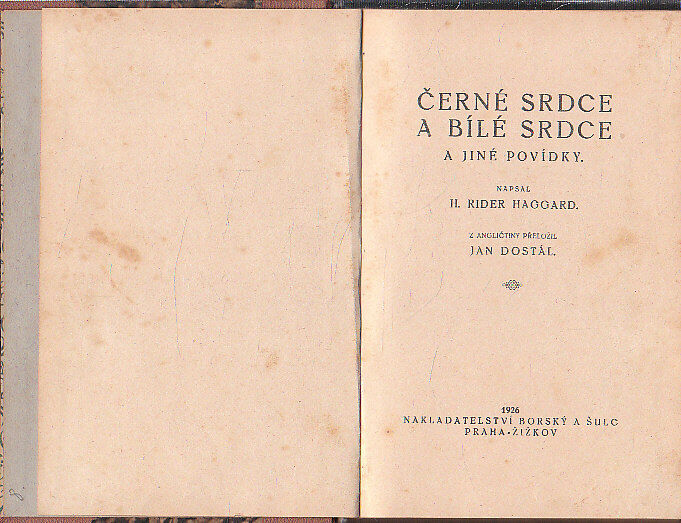 ČERNÉ SRDCE
A BÍLÉ SRDCE
A JINÉ POVÍDKY.
NAPSAL
H. RIDER HAGGARD.
Z ANGLIČTINY PŘELOŽIL
JAN DOSTÁL.
1926
NAKLADATELSTVÍ BORSKÝ A ŠULC
PRAHA-ŽIŽKOV
8.